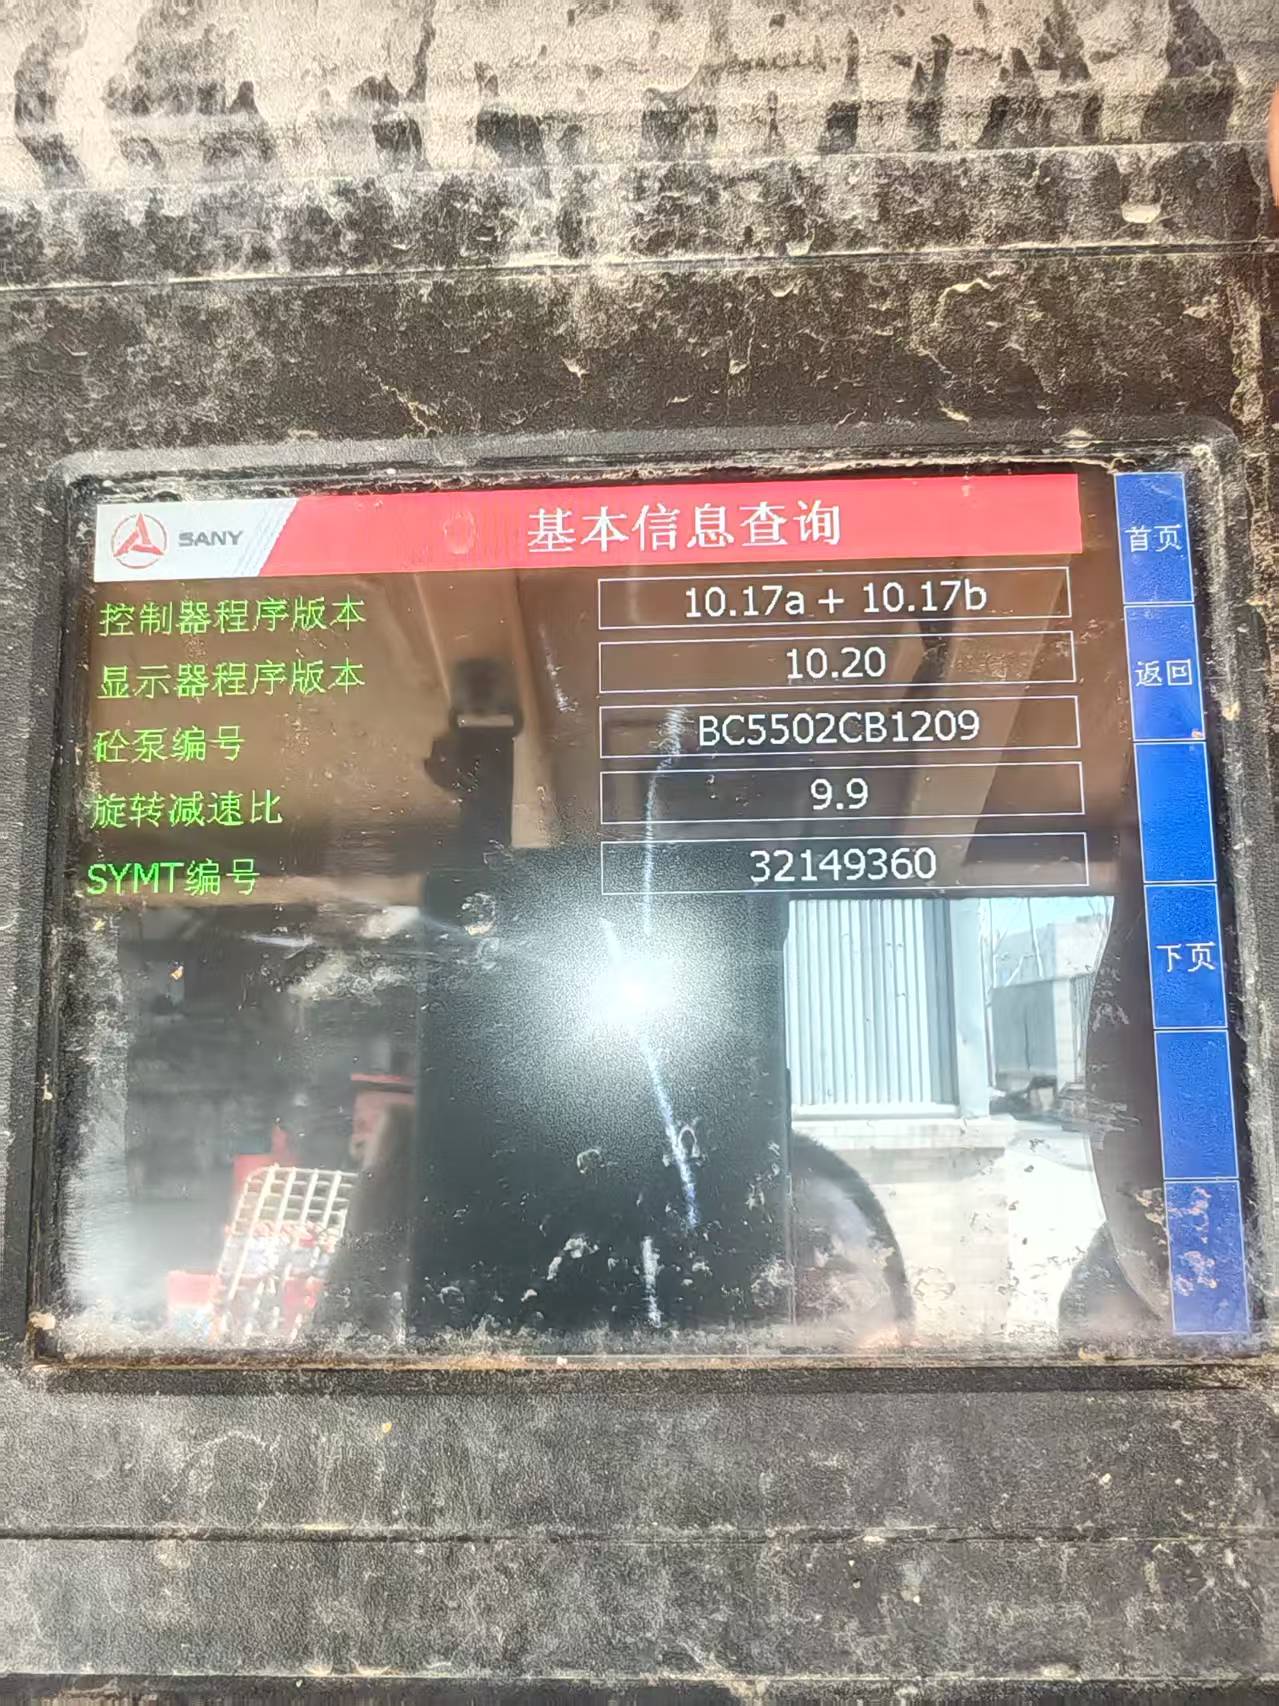 SANY
基本信息查询
首页
控制器程序版本 10.17a + 10.17b
显示器程序版本 10.20
返回
砼泵编号 BC5502CB1209
旋转减速比 9.9
SYMT编号 32149360
下页